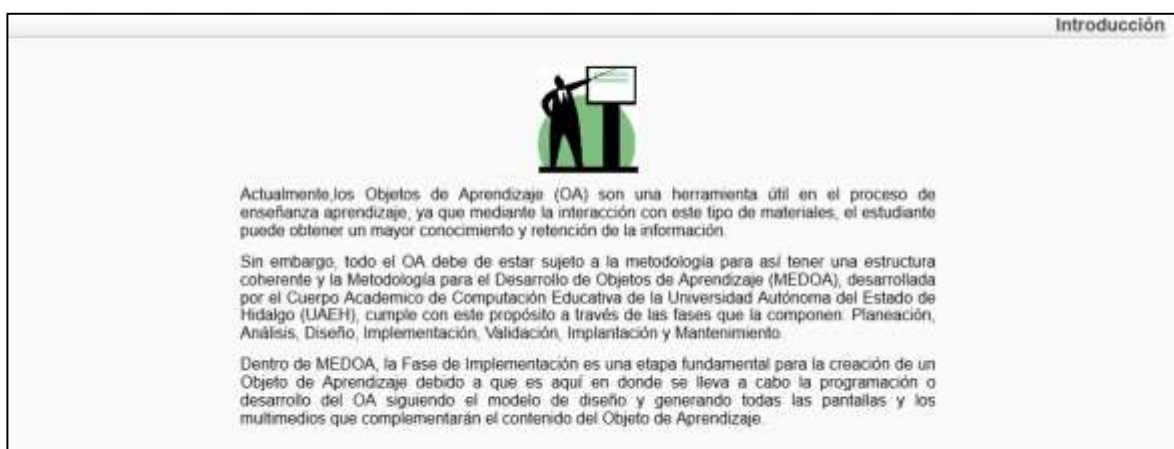 Introducción
Actualmente,los Objetos de Aprendizaje (OA) son una herramienta útil en el proceso de
enseñanza aprendizaje, ya que mediante la interacción con este tipo de materiales, el estudiante
puede obtener un mayor conocimiento y retención de la información.
Sin embargo, todo el OA debe de estar sujeto a la metodología para así tener una estructura
coherente y la Metodología para el Desarrollo de Objetos de Aprendizaje (MEDOA), desarrollada
por el Cuerpo Academico de Computación Educativa de la Universidad Autónoma del Estado de
Hidalgo (UAEH), cumple con este propósito a través de las fases que la componen: Planeación,
Análisis, Diseño, Implementación, Validación, Implantación y Mantenimiento.
Dentro de MEDOA, la Fase de Implementación es una etapa fundamental para la creación de un
Objeto de Aprendizaje debido a que es aquí en donde se lleva a cabo la programación o
desarrollo del OA siguiendo el modelo de diseño y generando todas las pantallas y los
multimedios que complementarán el contenido del Objeto de Aprendizaje.